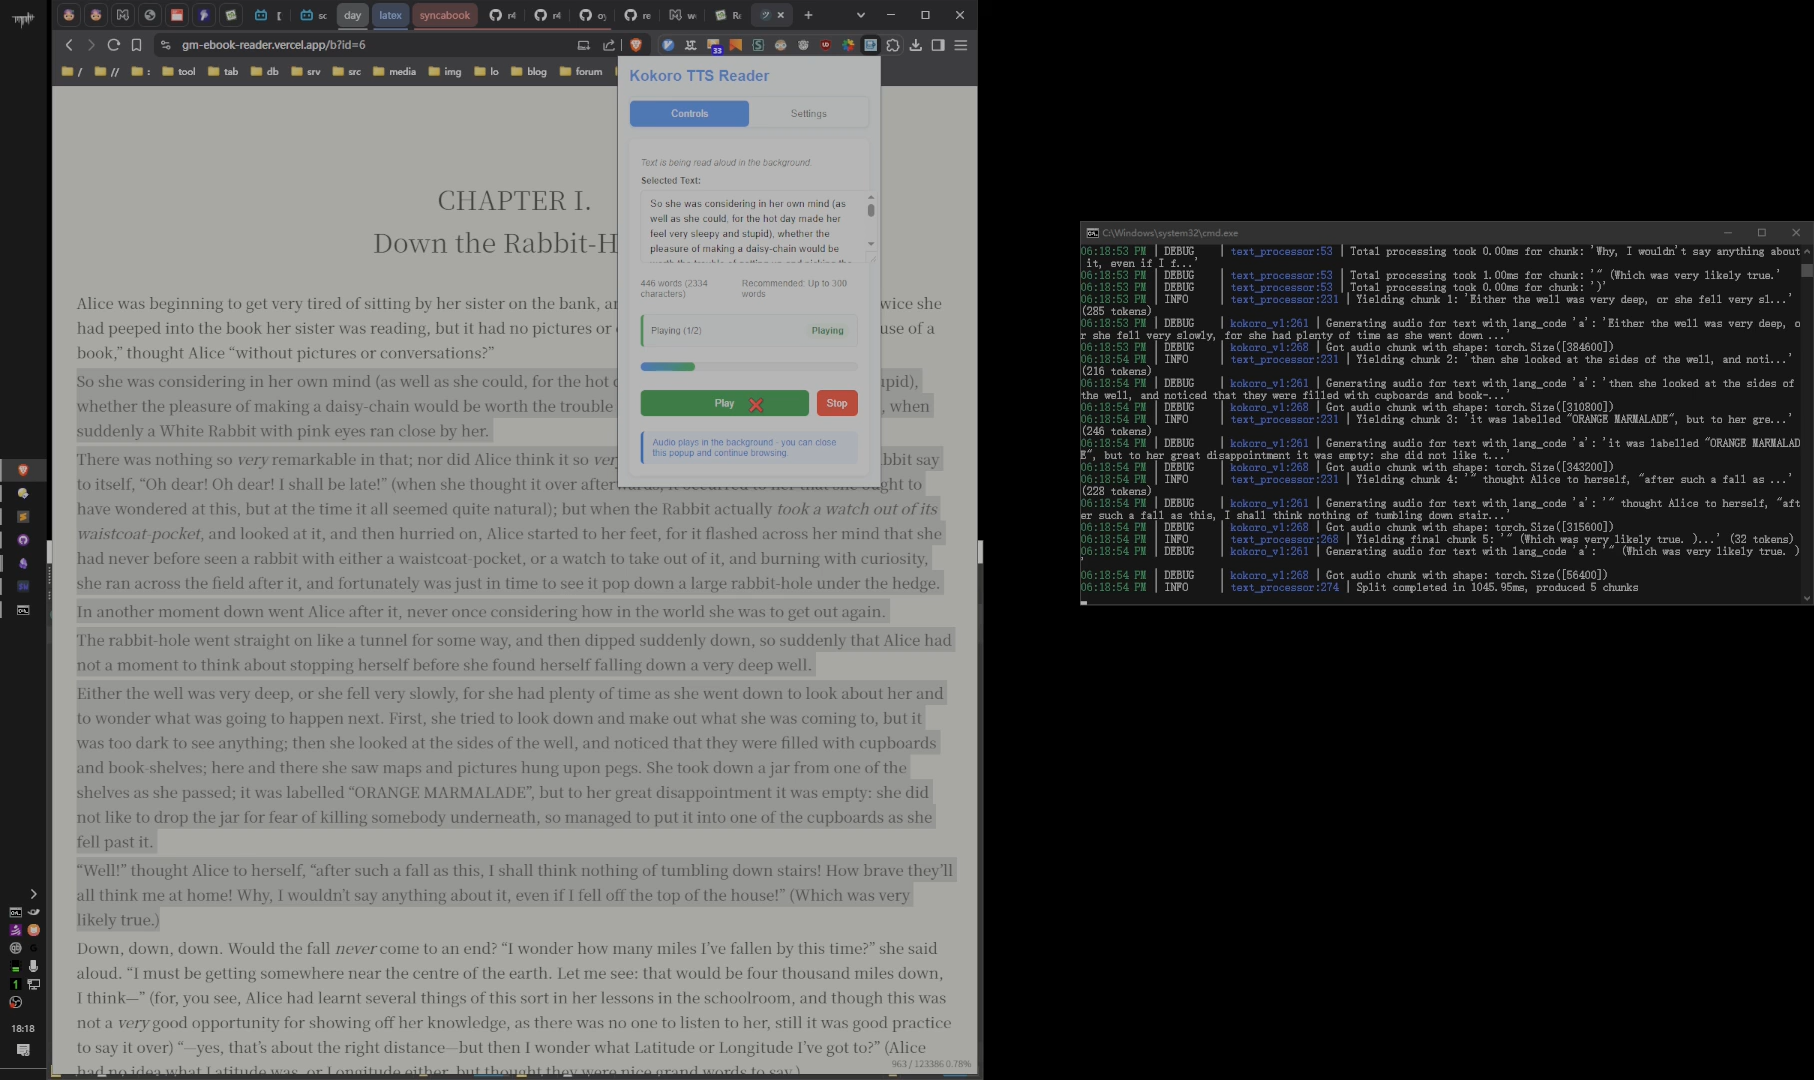 day
latex
syncabook
gm-ebook-reader.vercel.app/b?id=6
33
/
//
:
tool
tab
db
srv
src
media
img
lo
blog
forum
CHAPTER I.
Down the Rabbit-H
Alice was beginning to get very tired of sitting by her sister on the bank, an
wice she
had peeped into the book her sister was reading, but it had no pictures or
use of a
book,” thought Alice “without pictures or conversations?”
So she was considering in her own mind (as well as she could, for the hot
upid),
whether the pleasure of making a daisy-chain would be worth the trouble
, when
suddenly a White Rabbit with pink eyes ran close by her.
There was nothing so very remarkable in that; nor did Alice think it so very
bbit say
to itself, “Oh dear! Oh dear! I shall be late!” (when she thought it over afterwards, it occurred to her that she ought to
have wondered at this, but at the time it all seemed quite natural); but when the Rabbit actually took a watch out of its
waistcoat-pocket, and looked at it, and then hurried on, Alice started to her feet, for it flashed across her mind that she
had never before seen a rabbit with either a waistcoat-pocket, or a watch to take out of it, and burning with curiosity,
she ran across the field after it, and fortunately was just in time to see it pop down a large rabbit-hole under the hedge.
In another moment down went Alice after it, never once considering how in the world she was to get out again.
The rabbit-hole went straight on like a tunnel for some way, and then dipped suddenly down, so suddenly that Alice had
not a moment to think about stopping herself before she found herself falling down a very deep well.
Either the well was very deep, or she fell very slowly, for she had plenty of time as she went down to look about her and
to wonder what was going to happen next. First, she tried to look down and make out what she was coming to, but it
was too dark to see anything; then she looked at the sides of the well, and noticed that they were filled with cupboards
and book-shelves; here and there she saw maps and pictures hung upon pegs. She took down a jar from one of the
shelves as she passed; it was labelled “ORANGE MARMALADE”, but to her great disappointment it was empty: she did
not like to drop the jar for fear of killing somebody underneath, so managed to put it into one of the cupboards as she
fell past it.
“Well!” thought Alice to herself, “after such a fall as this, I shall think nothing of tumbling down stairs! How brave they’ll
all think me at home! Why, I wouldn’t say anything about it, even if I fell off the top of the house!” (Which was very
likely true.)
Down, down, down. Would the fall never come to an end? “I wonder how many miles I’ve fallen by this time?” she said
aloud. “I must be getting somewhere near the centre of the earth. Let me see: that would be four thousand miles down,
I think—” (for, you see, Alice had learnt several things of this sort in her lessons in the schoolroom, and though this was
not a very good opportunity for showing off her knowledge, as there was no one to listen to her, still it was good practice
to say it over) “—yes, that’s about the right distance—but then I wonder what Latitude or Longitude I’ve got to?” (Alice
had no idea what Latitude was, or Longitude either, but thought they were nice grand words to say.)
963 / 123386 0.78%
Kokoro TTS Reader
Controls
Settings
Text is being read aloud in the background.
Selected Text:
So she was considering in her own mind (as
well as she could, for the hot day made her
feel very sleepy and stupid), whether the
pleasure of making a daisy-chain would be
worth the trouble of getting up and picking the
446 words (2334
characters)
Recommended: Up to 300
words
Playing (1/2)
Playing
Play
Stop
Audio plays in the background - you can close
this popup and continue browsing.
C:\Windows\system32\cmd.exe
06:18:53 PM | DEBUG | text_processor:53 | Total processing took 0.00ms for chunk: 'Why, I wouldn't say anything about
it, even if I f...'
06:18:53 PM | DEBUG | text_processor:53 | Total processing took 1.00ms for chunk: '" (Which was very likely true.'
06:18:53 PM | DEBUG | text_processor:53 | Total processing took 0.00ms for chunk: ')'
06:18:53 PM | INFO | text_processor:231 | Yielding chunk 1: 'Either the well was very deep, or she fell very sl...'
(285 tokens)
06:18:53 PM | DEBUG | kokoro_v1:261 | Generating audio for text with lang_code 'a': 'Either the well was very deep, o
r she fell very slowly, for she had plenty of time as she went down ...'
06:18:53 PM | DEBUG | kokoro_v1:268 | Got audio chunk with shape: torch.Size([384600])
06:18:54 PM | INFO | text_processor:231 | Yielding chunk 2: 'then she looked at the sides of the well, and noti...'
(216 tokens)
06:18:54 PM | DEBUG | kokoro_v1:261 | Generating audio for text with lang_code 'a': 'then she looked at the sides of
the well, and noticed that they were filled with cupboards and book-...'
06:18:54 PM | DEBUG | kokoro_v1:268 | Got audio chunk with shape: torch.Size([310800])
06:18:54 PM | INFO | text_processor:231 | Yielding chunk 3: 'it was labelled "ORANGE MARMALADE", but to her gre...'
(246 tokens)
06:18:54 PM | DEBUG | kokoro_v1:261 | Generating audio for text with lang_code 'a': 'it was labelled "ORANGE MARMALAD
E", but to her great disappointment it was empty: she did not like t...'
06:18:54 PM | DEBUG | kokoro_v1:268 | Got audio chunk with shape: torch.Size([343200])
06:18:54 PM | INFO | text_processor:231 | Yielding chunk 4: '" thought Alice to herself, "after such a fall as ...'
(228 tokens)
06:18:54 PM | DEBUG | kokoro_v1:261 | Generating audio for text with lang_code 'a': '" thought Alice to herself, "aft
er such a fall as this, I shall think nothing of tumbling down stair...'
06:18:54 PM | DEBUG | kokoro_v1:268 | Got audio chunk with shape: torch.Size([315600])
06:18:54 PM | INFO | text_processor:268 | Yielding final chunk 5: '" (Which was very likely true. )...' (32 tokens)
06:18:54 PM | DEBUG | kokoro_v1:261 | Generating audio for text with lang_code 'a': '" (Which was very likely true. )
'
06:18:54 PM | DEBUG | kokoro_v1:268 | Got audio chunk with shape: torch.Size([56400])
06:18:54 PM | INFO | text_processor:274 | Split completed in 1045.95ms, produced 5 chunks
18:18